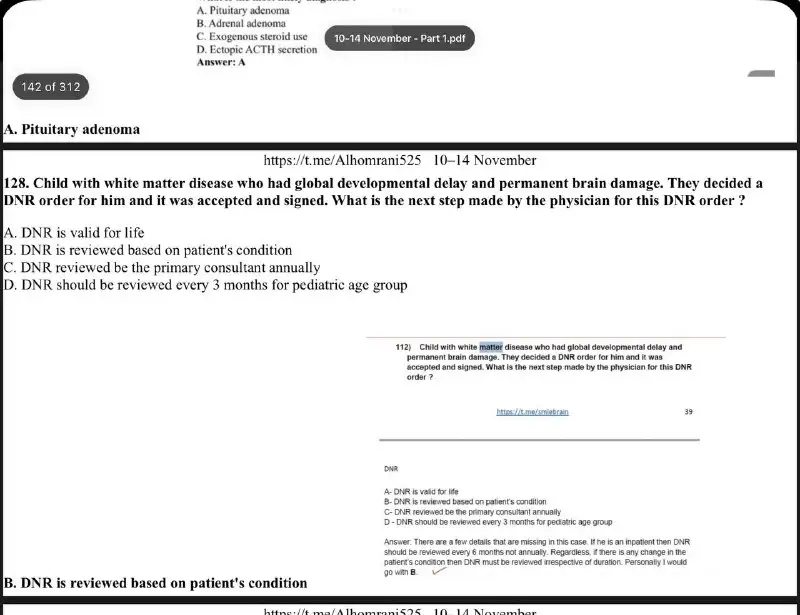 A. Pituitary adenoma
B. Adrenal adenoma
C. Exogenous steroid use
D. Ectopic ACTH secretion
Answer: A
10-14 November - Part 1.pdf
142 of 312
A. Pituitary adenoma
https://t.me/Alhomrani525 10–14 November
128. Child with white matter disease who had global developmental delay and permanent brain damage. They decided a
DNR order for him and it was accepted and signed. What is the next step made by the physician for this DNR order ?
A. DNR is valid for life
B. DNR is reviewed based on patient's condition
C. DNR reviewed be the primary consultant annually
D. DNR should be reviewed every 3 months for pediatric age group
112) Child with white matter disease who had global developmental delay and
permanent brain damage. They decided a DNR order for him and it was
accepted and signed. What is the next step made by the physician for this DNR
order ?
https://t.me/smlebrain 39
DNR
A- DNR is valid for life
B- DNR is reviewed based on patient's condition
C- DNR reviewed be the primary consultant annually
D - DNR should be reviewed every 3 months for pediatric age group
Answer: There are a few details that are missing in this case. If he is an inpatient then DNR
should be reviewed every 6 months not annually. Regardless, if there is any change in the
patient's condition then DNR must be reviewed irrespective of duration. Personally I would
go with B.
B. DNR is reviewed based on patient's condition
https://t.me/Alhomrani525 10–14 November